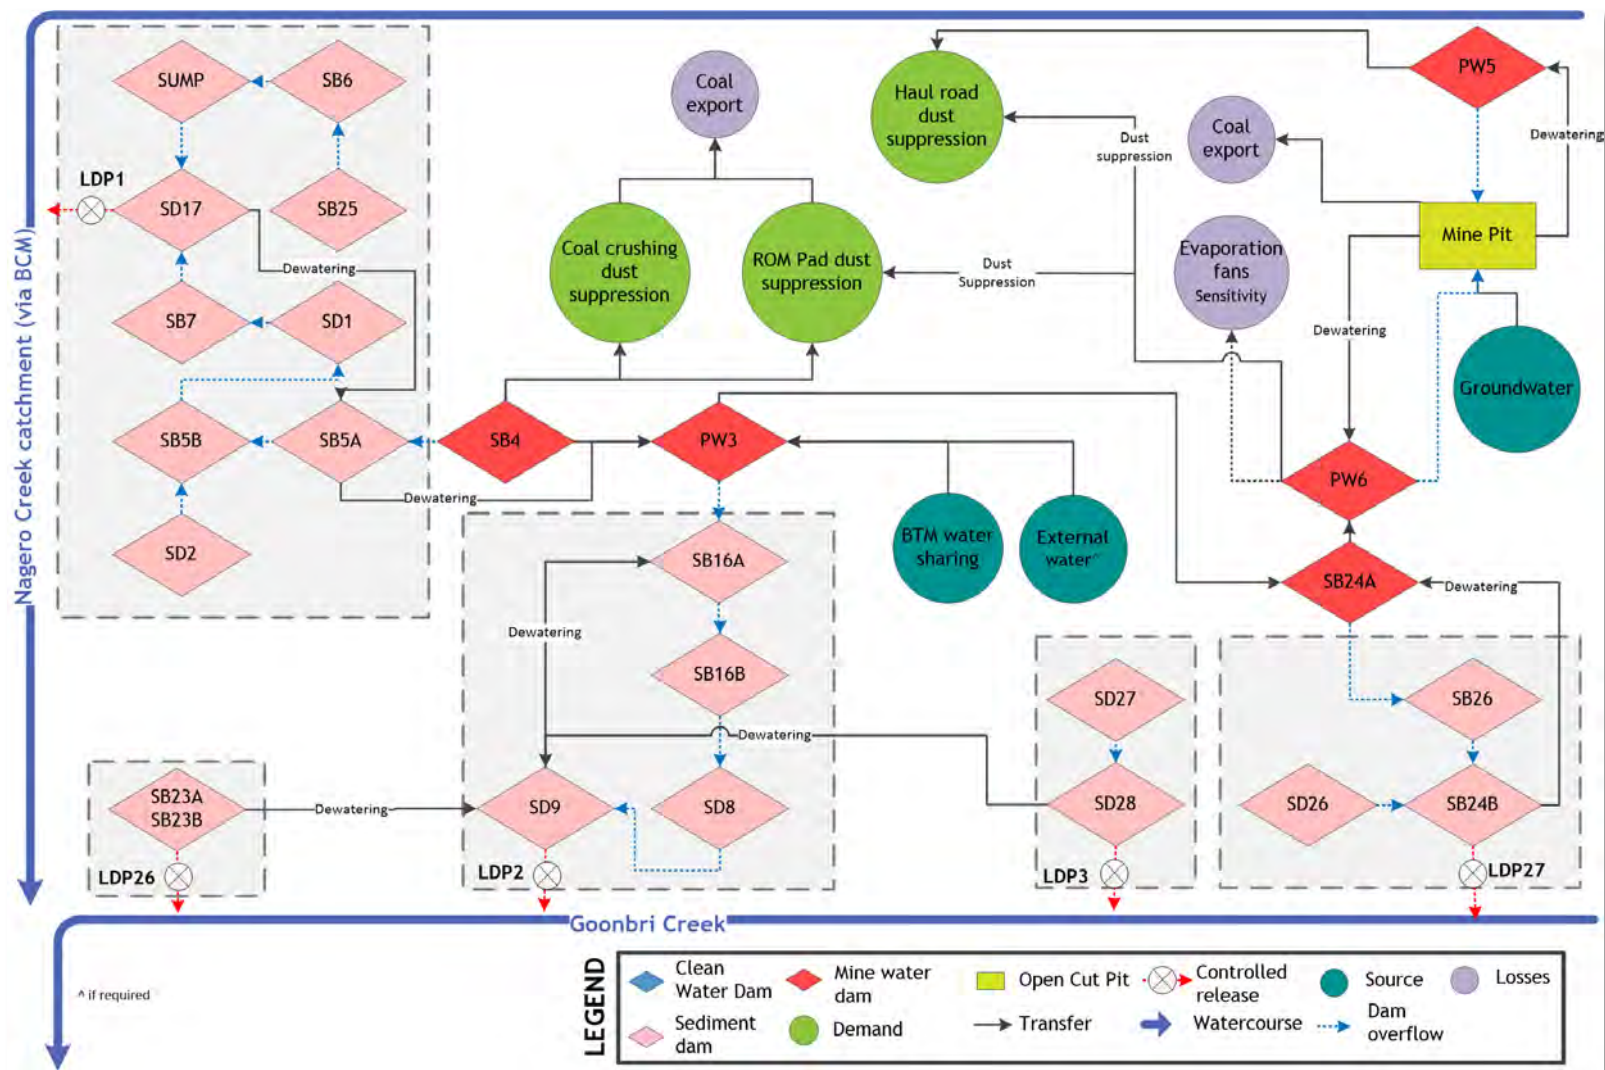 SUMP
SB6
Coal
export
Haul road
dust
suppression
PW5
Coal
export
Dewatering
Dust
suppression
LDP1
SD17
SB25
Coal crushing
dust
suppression
ROM Pad dust
suppression
Dust
Suppression
Evaporation
fans
Sensitivity
Mine Pit
Dewatering
SB7
SD1
Dewatering
Groundwater
SB5B
SB5A
SB4
PW3
PW6
Dewatering
SD2
BTM water
sharing
External
water^
SB16A
SB24A
Dewatering
Dewatering
SB16B
SD27
SB26
Dewatering
SB23A
SB23B
Dewatering
SD9
SD8
SD28
SD26
SB24B
LDP26
LDP2
LDP3
LDP27
Nagero Creek catchment (via BCM)
Goonbri Creek
^ if required
LEGEND
Clean
Water Dam
Mine water
dam
Open Cut Pit
Controlled
release
Source
Losses
Sediment
dam
Demand
Transfer
Watercourse
Dam
overflow